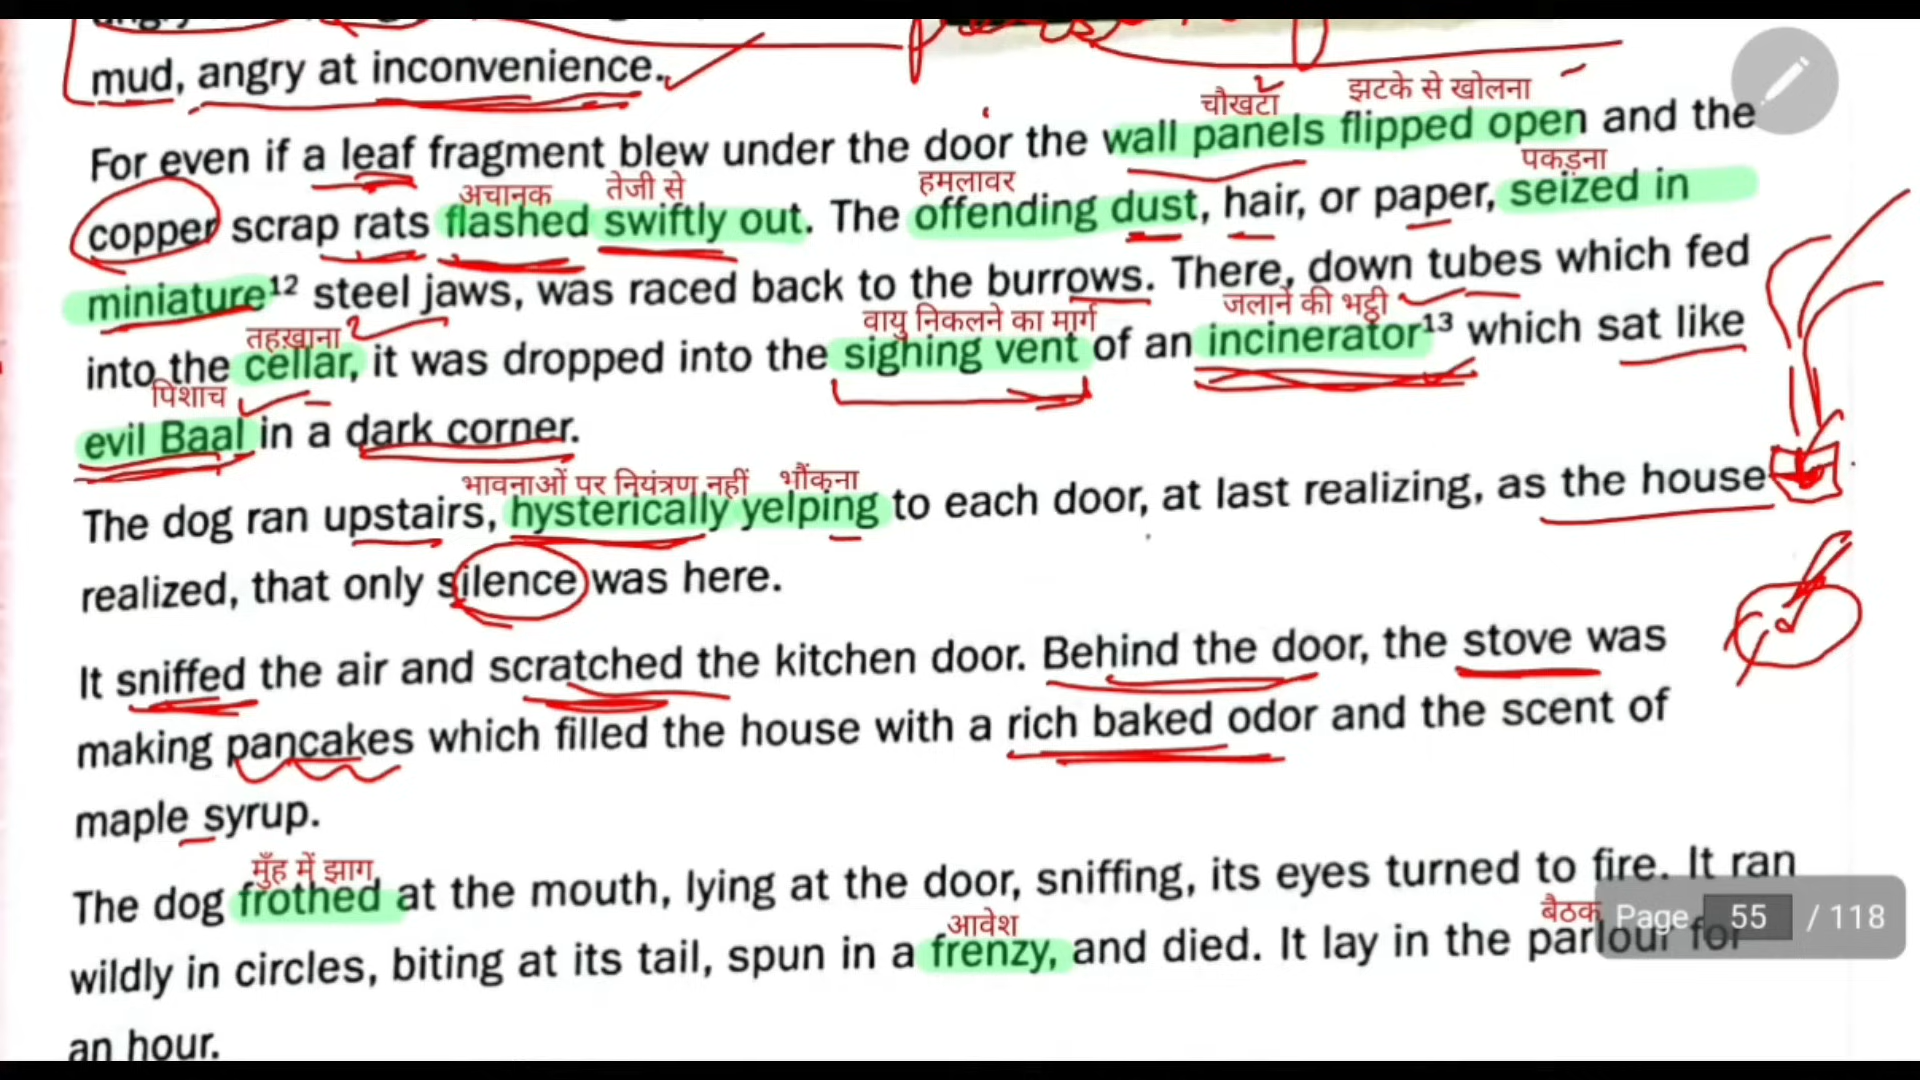 mud, angry at inconvenience.
चौखटा झटके से खोलना
For even if a leaf fragment blew under the door the wall panels flipped open and the
अचानक तेजी से हमलावर पकड़ना
copper scrap rats flashed swiftly out. The offending dust, hair, or paper, seized in
miniature¹² steel jaws, was raced back to the burrows. There, down tubes which fed
तहख़ाना वायु निकलने का मार्ग जलाने की भट्ठी
into the cellar, it was dropped into the sighing vent of an incinerator¹³ which sat like
पिशाच
evil Baal in a dark corner.
भावनाओं पर नियंत्रण नहीं भौंकना
The dog ran upstairs, hysterically yelping to each door, at last realizing, as the house
realized, that only silence was here.
It sniffed the air and scratched the kitchen door. Behind the door, the stove was
making pancakes which filled the house with a rich baked odor and the scent of
maple syrup.
मुँह में झाग
The dog frothed at the mouth, lying at the door, sniffing, its eyes turned to fire. It ran
आवेश बैठक Page 55 / 118
wildly in circles, biting at its tail, spun in a frenzy, and died. It lay in the parlour for
an hour.